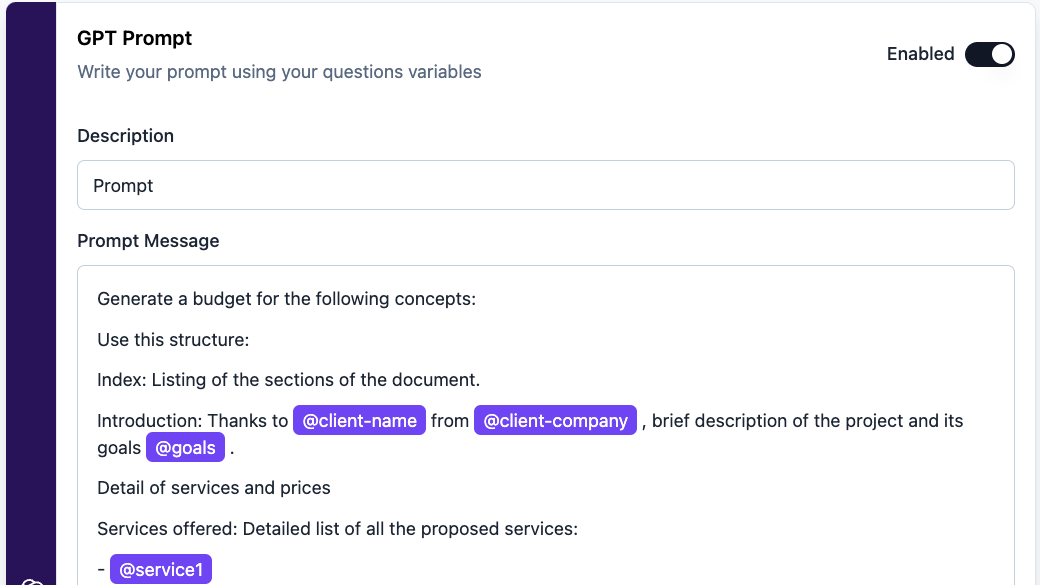 GPT Prompt
Write your prompt using your questions variables
Enabled
Description
Prompt
Prompt Message
Generate a budget for the following concepts:
Use this structure:
Index: Listing of the sections of the document.
Introduction: Thanks to @client-name from @client-company , brief description of the project and its
goals @goals .
Detail of services and prices
Services offered: Detailed list of all the proposed services:
- @service1